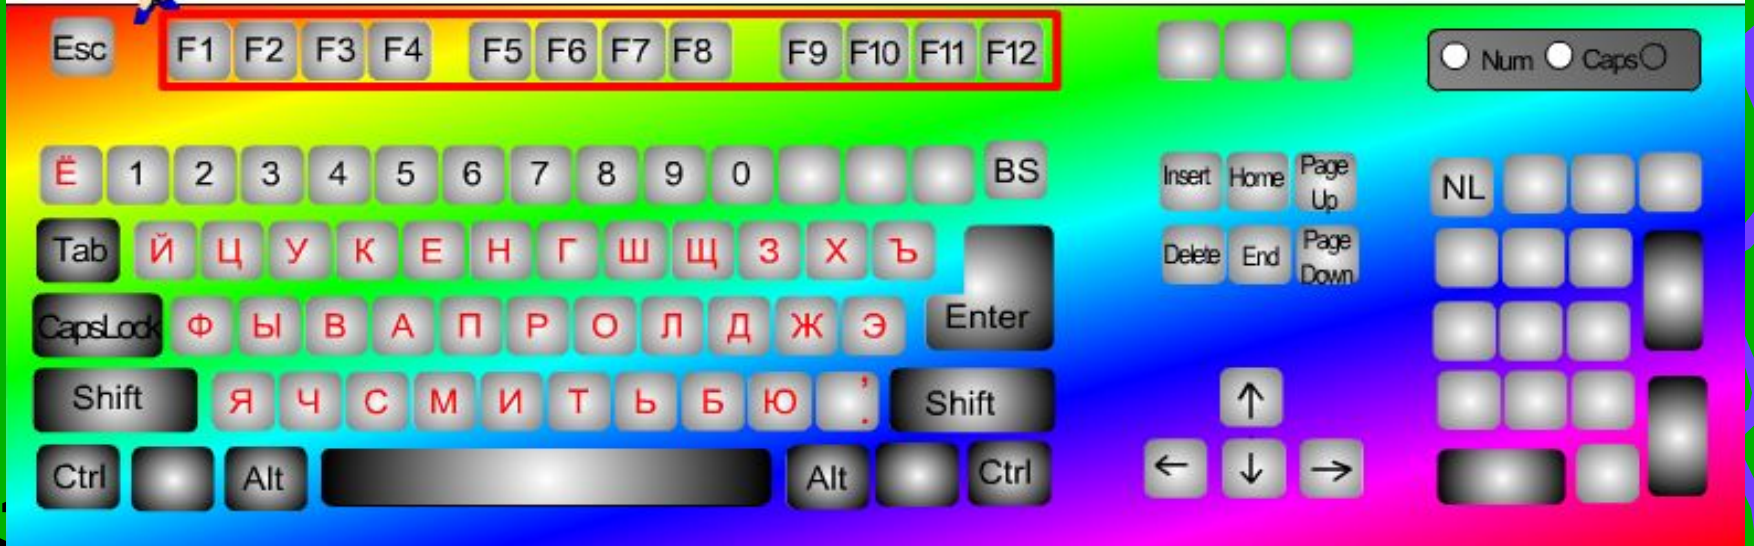 Esc F1 F2 F3 F4 F5 F6 F7 F8 F9 F10 F11 F12 Num Caps
Ё 1 2 3 4 5 6 7 8 9 0 BS Insert Home Page Up NL
Tab Й Ц У К Е Н Г Ш Щ З Х Ъ Delete End Page Down
CapsLock Ф Ы В А П Р О Л Д Ж Э Enter
Shift Я Ч С М И Т Ь Б Ю , . Shift ↑
Ctrl Alt Alt Ctrl ← ↓ →